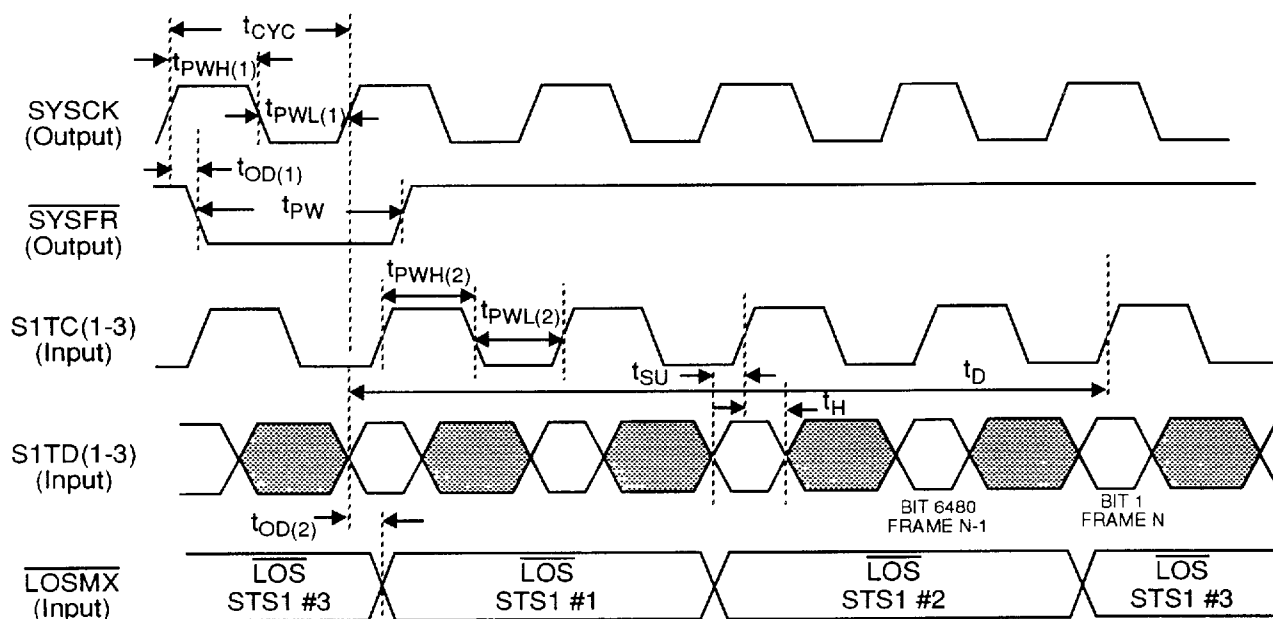 tCYC
tPWH(1)
SYSCK
(Output)
tPWL(1)
tOD(1)
SYSFR
(Output)
tPW
tPWH(2)
S1TC(1-3)
(Input)
tPWL(2)
tSU
tD
tH
S1TD(1-3)
(Input)
BIT 6480
FRAME N-1
BIT 1
FRAME N
tOD(2)
LOSMX
(Input)
LOS
STS1 #3
LOS
STS1 #1
LOS
STS1 #2
LOS
STS1 #3